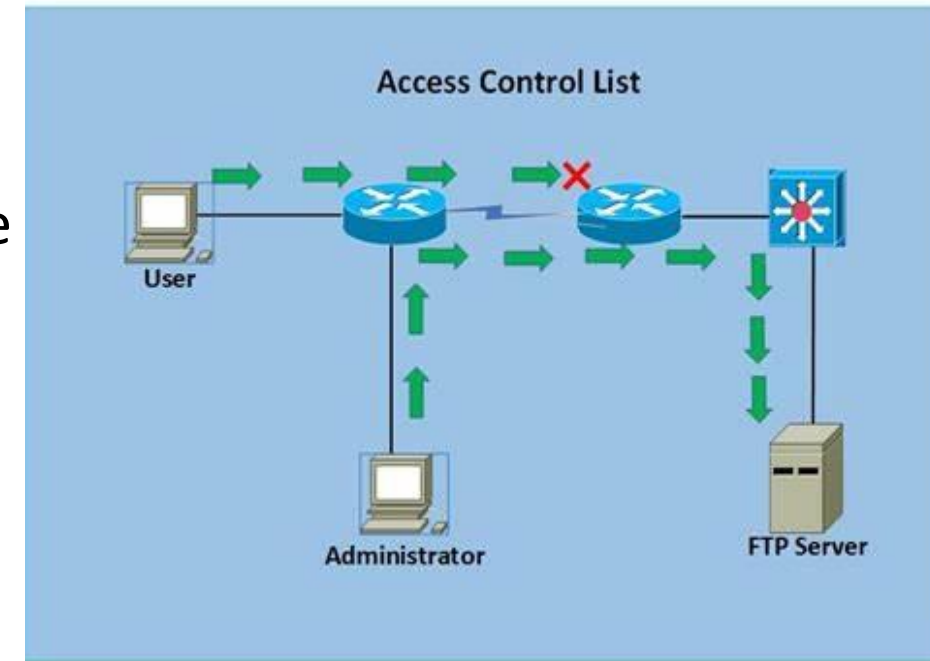 Access Control List
e
User
Administrator
FTP Server